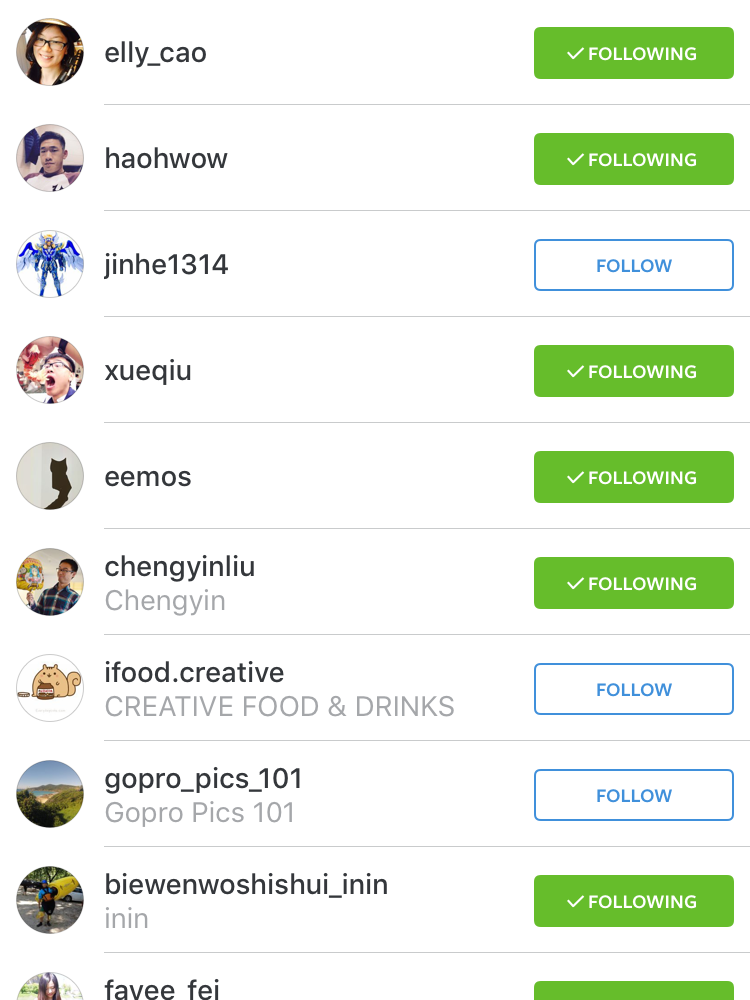 elly_cao
FOLLOWING
haohwow
FOLLOWING
jinhe1314
FOLLOW
xueqiu
FOLLOWING
eemos
FOLLOWING
chengyinliu
Chengyin
FOLLOWING
ifood.creative
CREATIVE FOOD & DRINKS
FOLLOW
gopro_pics_101
Gopro Pics 101
FOLLOW
biewenwoshishui_inin
inin
FOLLOWING
favee_fei